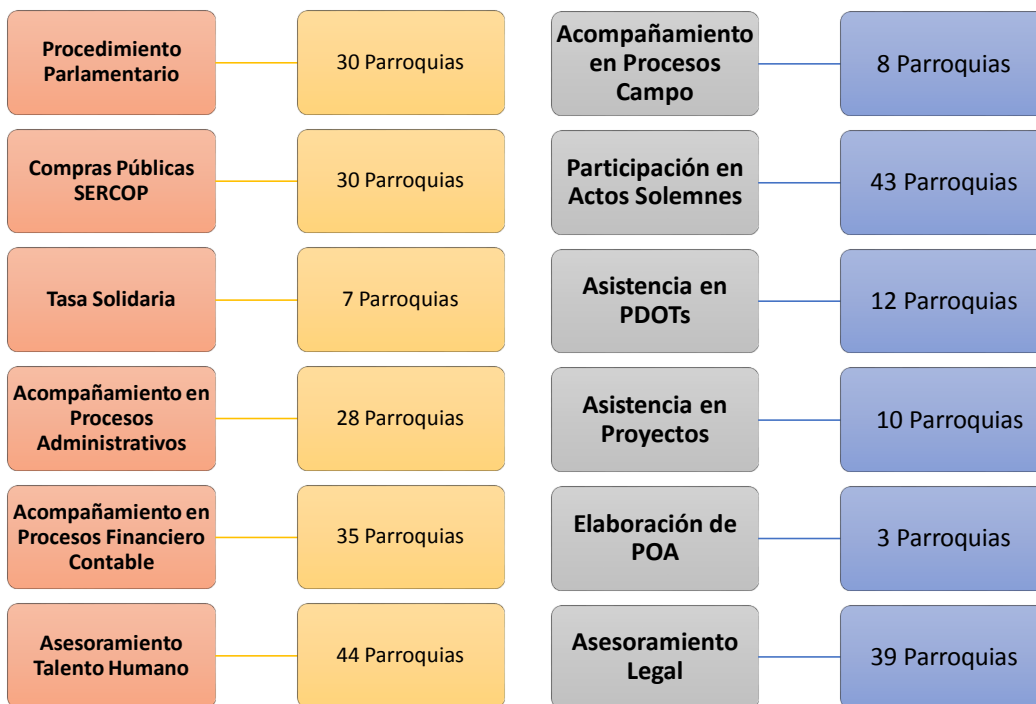 Procedimiento
Parlamentario
30 Parroquias
Compras Públicas
SERCOP
30 Parroquias
Tasa Solidaria
7 Parroquias
Acompañamiento en
Procesos
Administrativos
28 Parroquias
Acompañamiento en
Procesos Financiero
Contable
35 Parroquias
Asesoramiento
Talento Humano
44 Parroquias
Acompañamiento
en Procesos
Campo
8 Parroquias
Participación en
Actos Solemnes
43 Parroquias
Asistencia en
PDOTs
12 Parroquias
Asistencia en
Proyectos
10 Parroquias
Elaboración de
POA
3 Parroquias
Asesoramiento
Legal
39 Parroquias